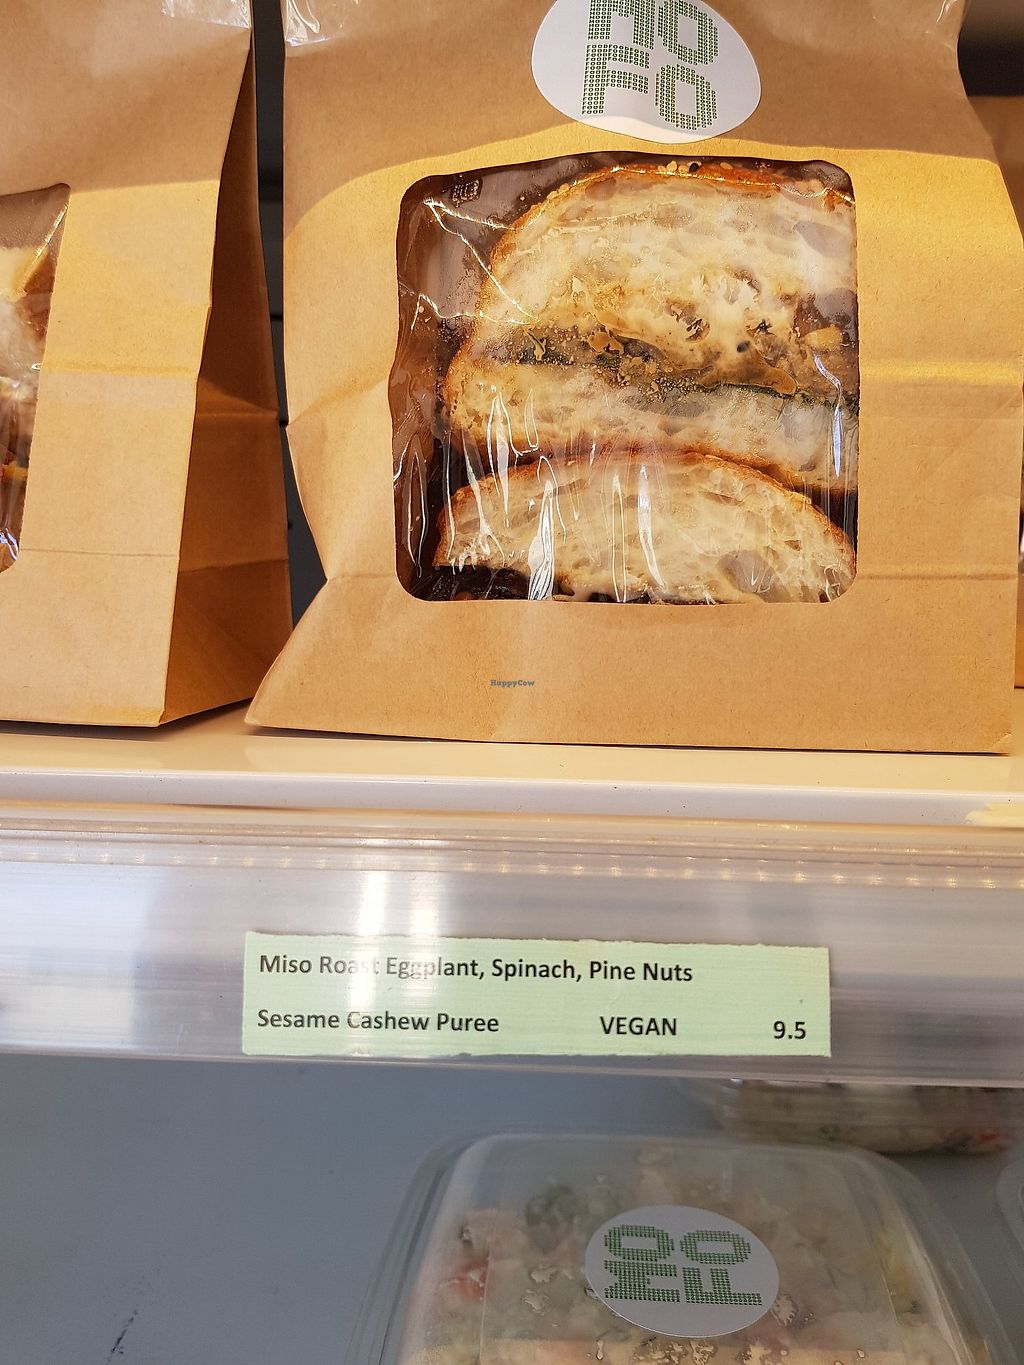 MO
FO
HappyCow
Miso Roast Eggplant, Spinach, Pine Nuts
Sesame Cashew Puree VEGAN 9.5
MO
FO